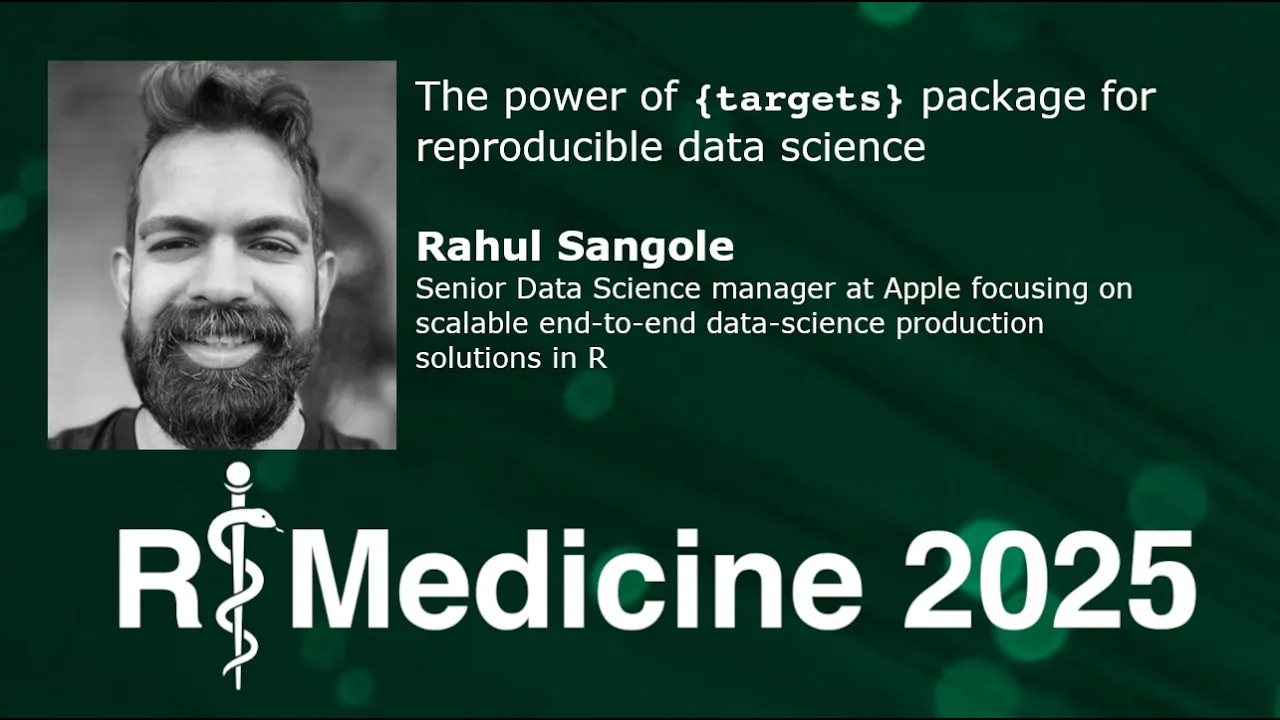 The power of {targets} package for
reproducible data science
Rahul Sangole
Senior Data Science manager at Apple focusing on
scalable end-to-end data-science production
solutions in R
R Medicine 2025